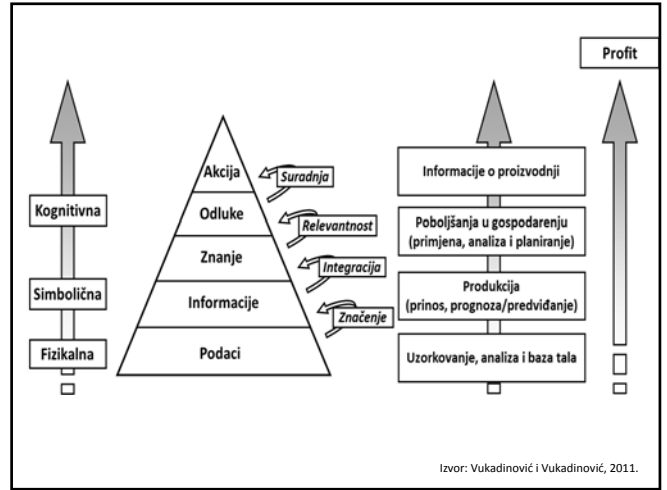 Profit
Akcija
Suradnja
Informacije o proizvodnji
Kognitivna
Odluke
Relevantnost
Poboljšanja u gospodarenju
(primjena, analiza i planiranje)
Znanje
Integracija
Simbolična
Informacije
Značenje
Produkcija
(prinos, prognoza/predviđanje)
Fizikalna
Podaci
Uzorkovanje, analiza i baza tala
Izvor: Vukadinović i Vukadinović, 2011.